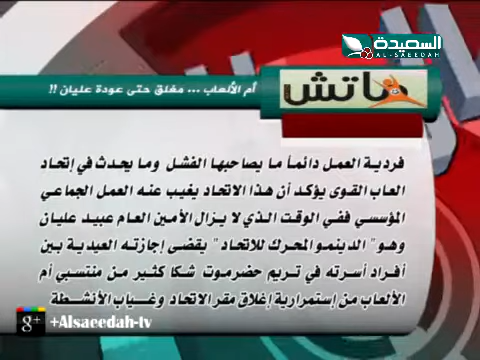 السعيدة
AL-SAEEDAH
ماتش
أم الألعاب ... مغلق حتى عودة عليان !!
فردية العمل دائماً ما يصاحبها الفشل وما يحدث في إتحاد
العاب القوى يؤكد أن هذا الاتحاد يغيب عنه العمل الجماعي
المؤسسي ففي الوقت الذي لا يزال الأمين العام عبيد عليان
وهو " الدينمو المحرك للاتحاد " يقضي إجازته العيدية بين
أفراد أسرته في تريم حضرموت شكا كثير من منتسبي أم
الألعاب من إستمرارية إغلاق مقر الاتحاد وغياب الأنشطة
g+ +Alsaeedah-tv